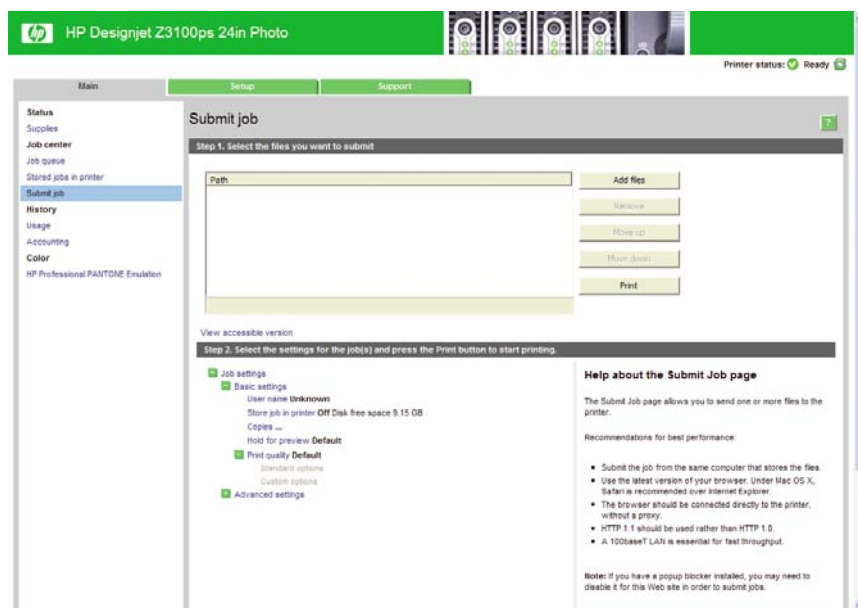 hp
HP Designjet Z3100ps 24in Photo
Printer status: Ready
Main
Setup
Support
Status
Supplies
Job center
Job queue
Stored jobs in printer
Submit job
History
Usage
Accounting
Color
HP Professional PANTONE Emulation
Submit job
?
Step 1. Select the files you want to submit
Path
Add files
Remove
Move up
Move down
Print
View accessible version
Step 2. Select the settings for the job(s) and press the Print button to start printing.
Job settings
Basic settings
User name Unknown
Store job in printer Off Disk free space 9.15 GB
Copies ...
Hold for preview Default
Print quality Default
Standard options
Custom options
Advanced settings
Help about the Submit Job page
The Submit Job page allows you to send one or more files to the
printer.
Recommendations for best performance:
Submit the job from the same computer that stores the files.
Use the latest version of your browser. Under Mac OS X,
Safari is recommended over Internet Explorer.
The browser should be connected directly to the printer,
without a proxy.
HTTP 1.1 should be used rather than HTTP 1.0.
A 100baseT LAN is essential for fast throughput.
Note: If you have a popup blocker installed, you may need to
disable it for this Web site in order to submit jobs.